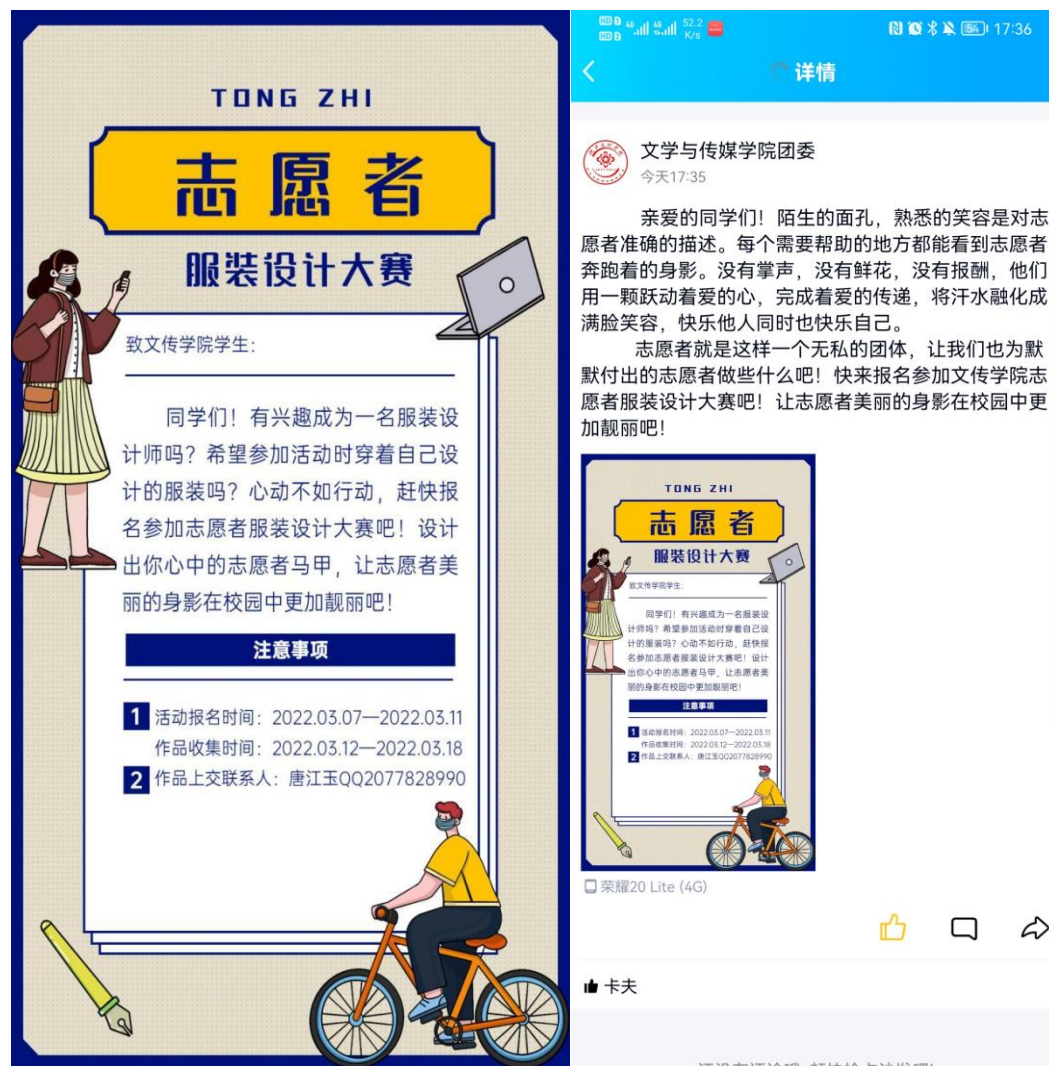 TONG ZHI
志愿者
服装设计大赛
致文传学院学生:
同学们！有兴趣成为一名服装设
计师吗？希望参加活动时穿着自己设
计的服装吗？心动不如行动，赶快报
名参加志愿者服装设计大赛吧！设计
出你心中的志愿者马甲，让志愿者美
丽的身影在校园中更加靓丽吧！
注意事项
1 活动报名时间：2022.03.07—2022.03.11
作品收集时间：2022.03.12—2022.03.18
2 作品上交联系人：唐江玉QQ2077828990
HD 1 46 46 52.2 54 17:36
HD 2 K/s
详情
文学与传媒学院团委
今天17:35
亲爱的同学们！陌生的面孔，熟悉的笑容是对志
愿者准确的描述。每个需要帮助的地方都能看到志愿者
奔跑着的身影。没有掌声，没有鲜花，没有报酬，他们
用一颗跃动着爱的心，完成着爱的传递，将汗水融化成
满脸笑容，快乐他人同时也快乐自己。
志愿者就是这样一个无私的团体，让我们也为默
默付出的志愿者做些什么吧！快来报名参加文传学院志
愿者服装设计大赛吧！让志愿者美丽的身影在校园中更
加靓丽吧！
TONG ZHI
志愿者
服装设计大赛
致文传学院学生:
同学们！有兴趣成为一名服装设
计师吗？希望参加活动时穿着自己设
计的服装吗？心动不如行动，赶快报
名参加志愿者服装设计大赛吧！设计
出你心中的志愿者马甲，让志愿者美
丽的身影在校园中更加靓丽吧！
注意事项
1 活动报名时间：2022.03.07—2022.03.11
作品收集时间：2022.03.12—2022.03.18
2 作品上交联系人：唐江玉QQ2077828990
荣耀20 Lite (4G)
卡夫